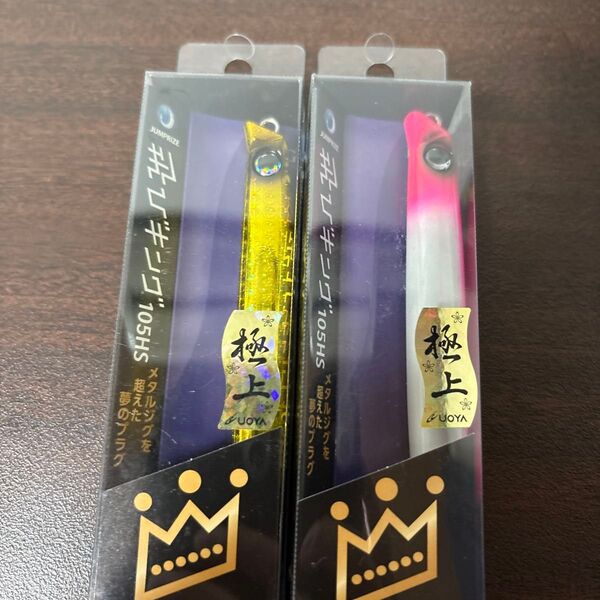 JUMPRIZE
飛びキング105HS
メタルジグを
超えた
夢のプラグ
極上
UOYA
JUMPRIZE
飛びキング105HS
メタルジグを
超えた
夢のプラグ
極上
UOYA